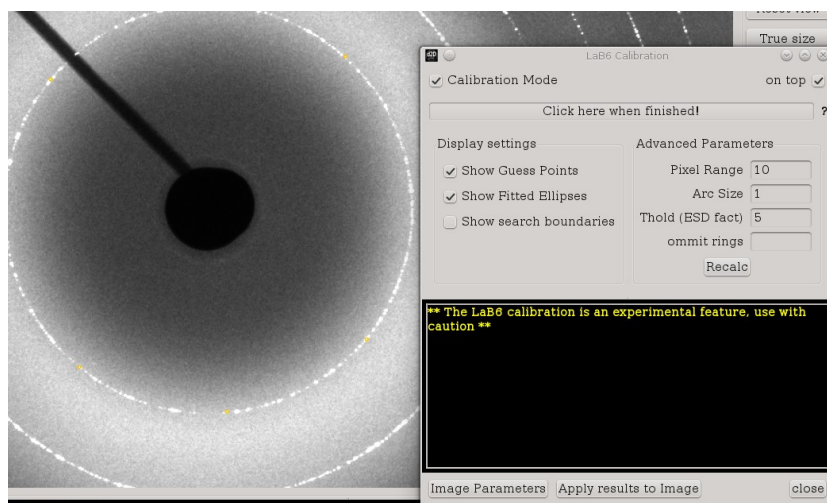 True size
d2D
LaB6 Calibration
Calibration Mode
on top
Click here when finished!
?
Display settings
Advanced Parameters
Show Guess Points
Pixel Range 10
Show Fitted Ellipses
Arc Size 1
Show search boundaries
Thold (ESD fact) 5
ommit rings
Recalc
** The LaB6 calibration is an experimental feature, use with
caution **
Image Parameters
Apply results to Image
close